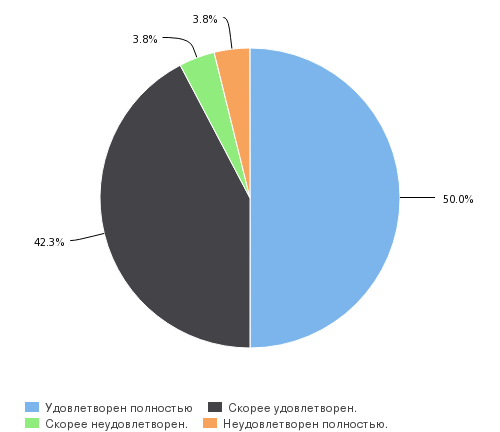 3.8%
3.8%
50.0%
42.3%
Удовлетворен полностью
Скорее удовлетворен.
Скорее неудовлетворен.
Неудовлетворен полностью.